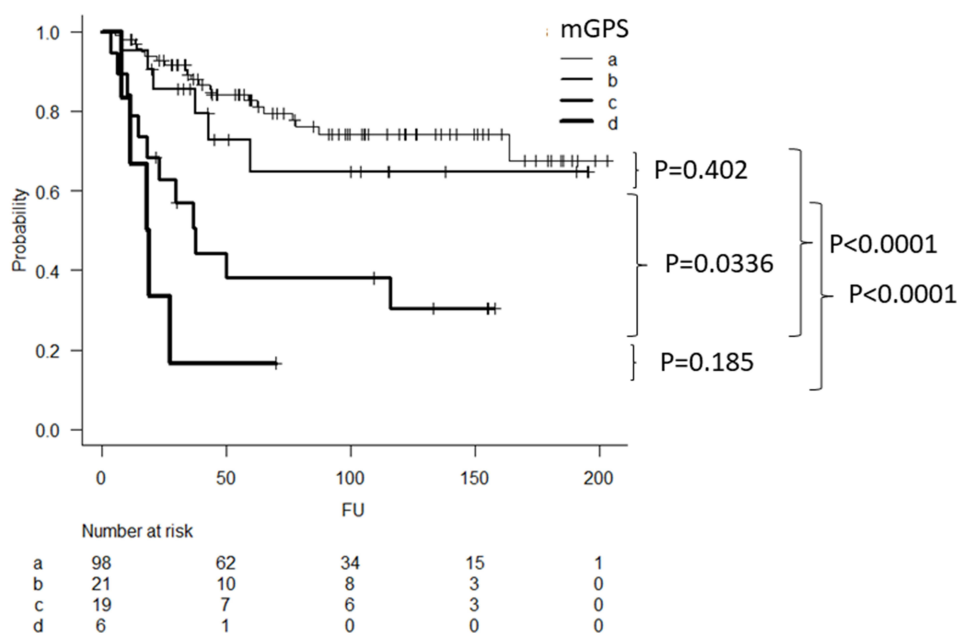 mGPS
a
b
c
d
1.0
0.8
0.6
0.4
0.2
0.0
Probability
P=0.402
P<0.0001
P=0.0336
P<0.0001
P=0.185
0 50 100 150 200
FU
Number at risk
a 98 62 34 15 1
b 21 10 8 3 0
c 19 7 6 3 0
d 6 1 0 0 0